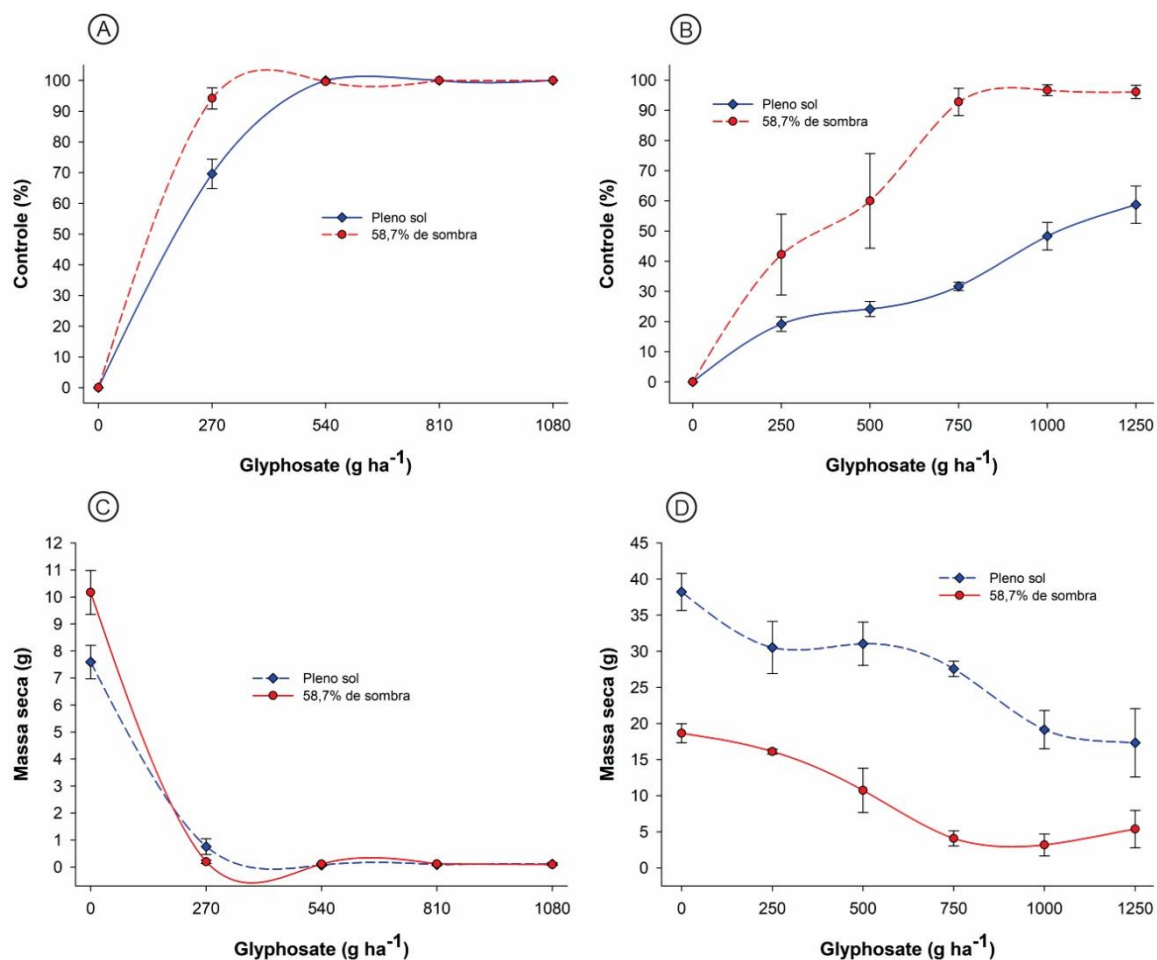 A
100
90
80
70
60
50
40
30
20
10
0
Controle (%)
Pleno sol
58,7% de sombra
0 270 540 810 1080
Glyphosate (g ha-1)
B
100
90
80
70
60
50
40
30
20
10
0
Controle (%)
Pleno sol
58,7% de sombra
0 250 500 750 1000 1250
Glyphosate (g ha-1)
C
12
11
10
9
8
7
6
5
4
3
2
1
0
Massa seca (g)
Pleno sol
58,7% de sombra
0 270 540 810 1080
Glyphosate (g ha-1)
D
45
40
35
30
25
20
15
10
5
0
Massa seca (g)
Pleno sol
58,7% de sombra
0 250 500 750 1000 1250
Glyphosate (g ha-1)